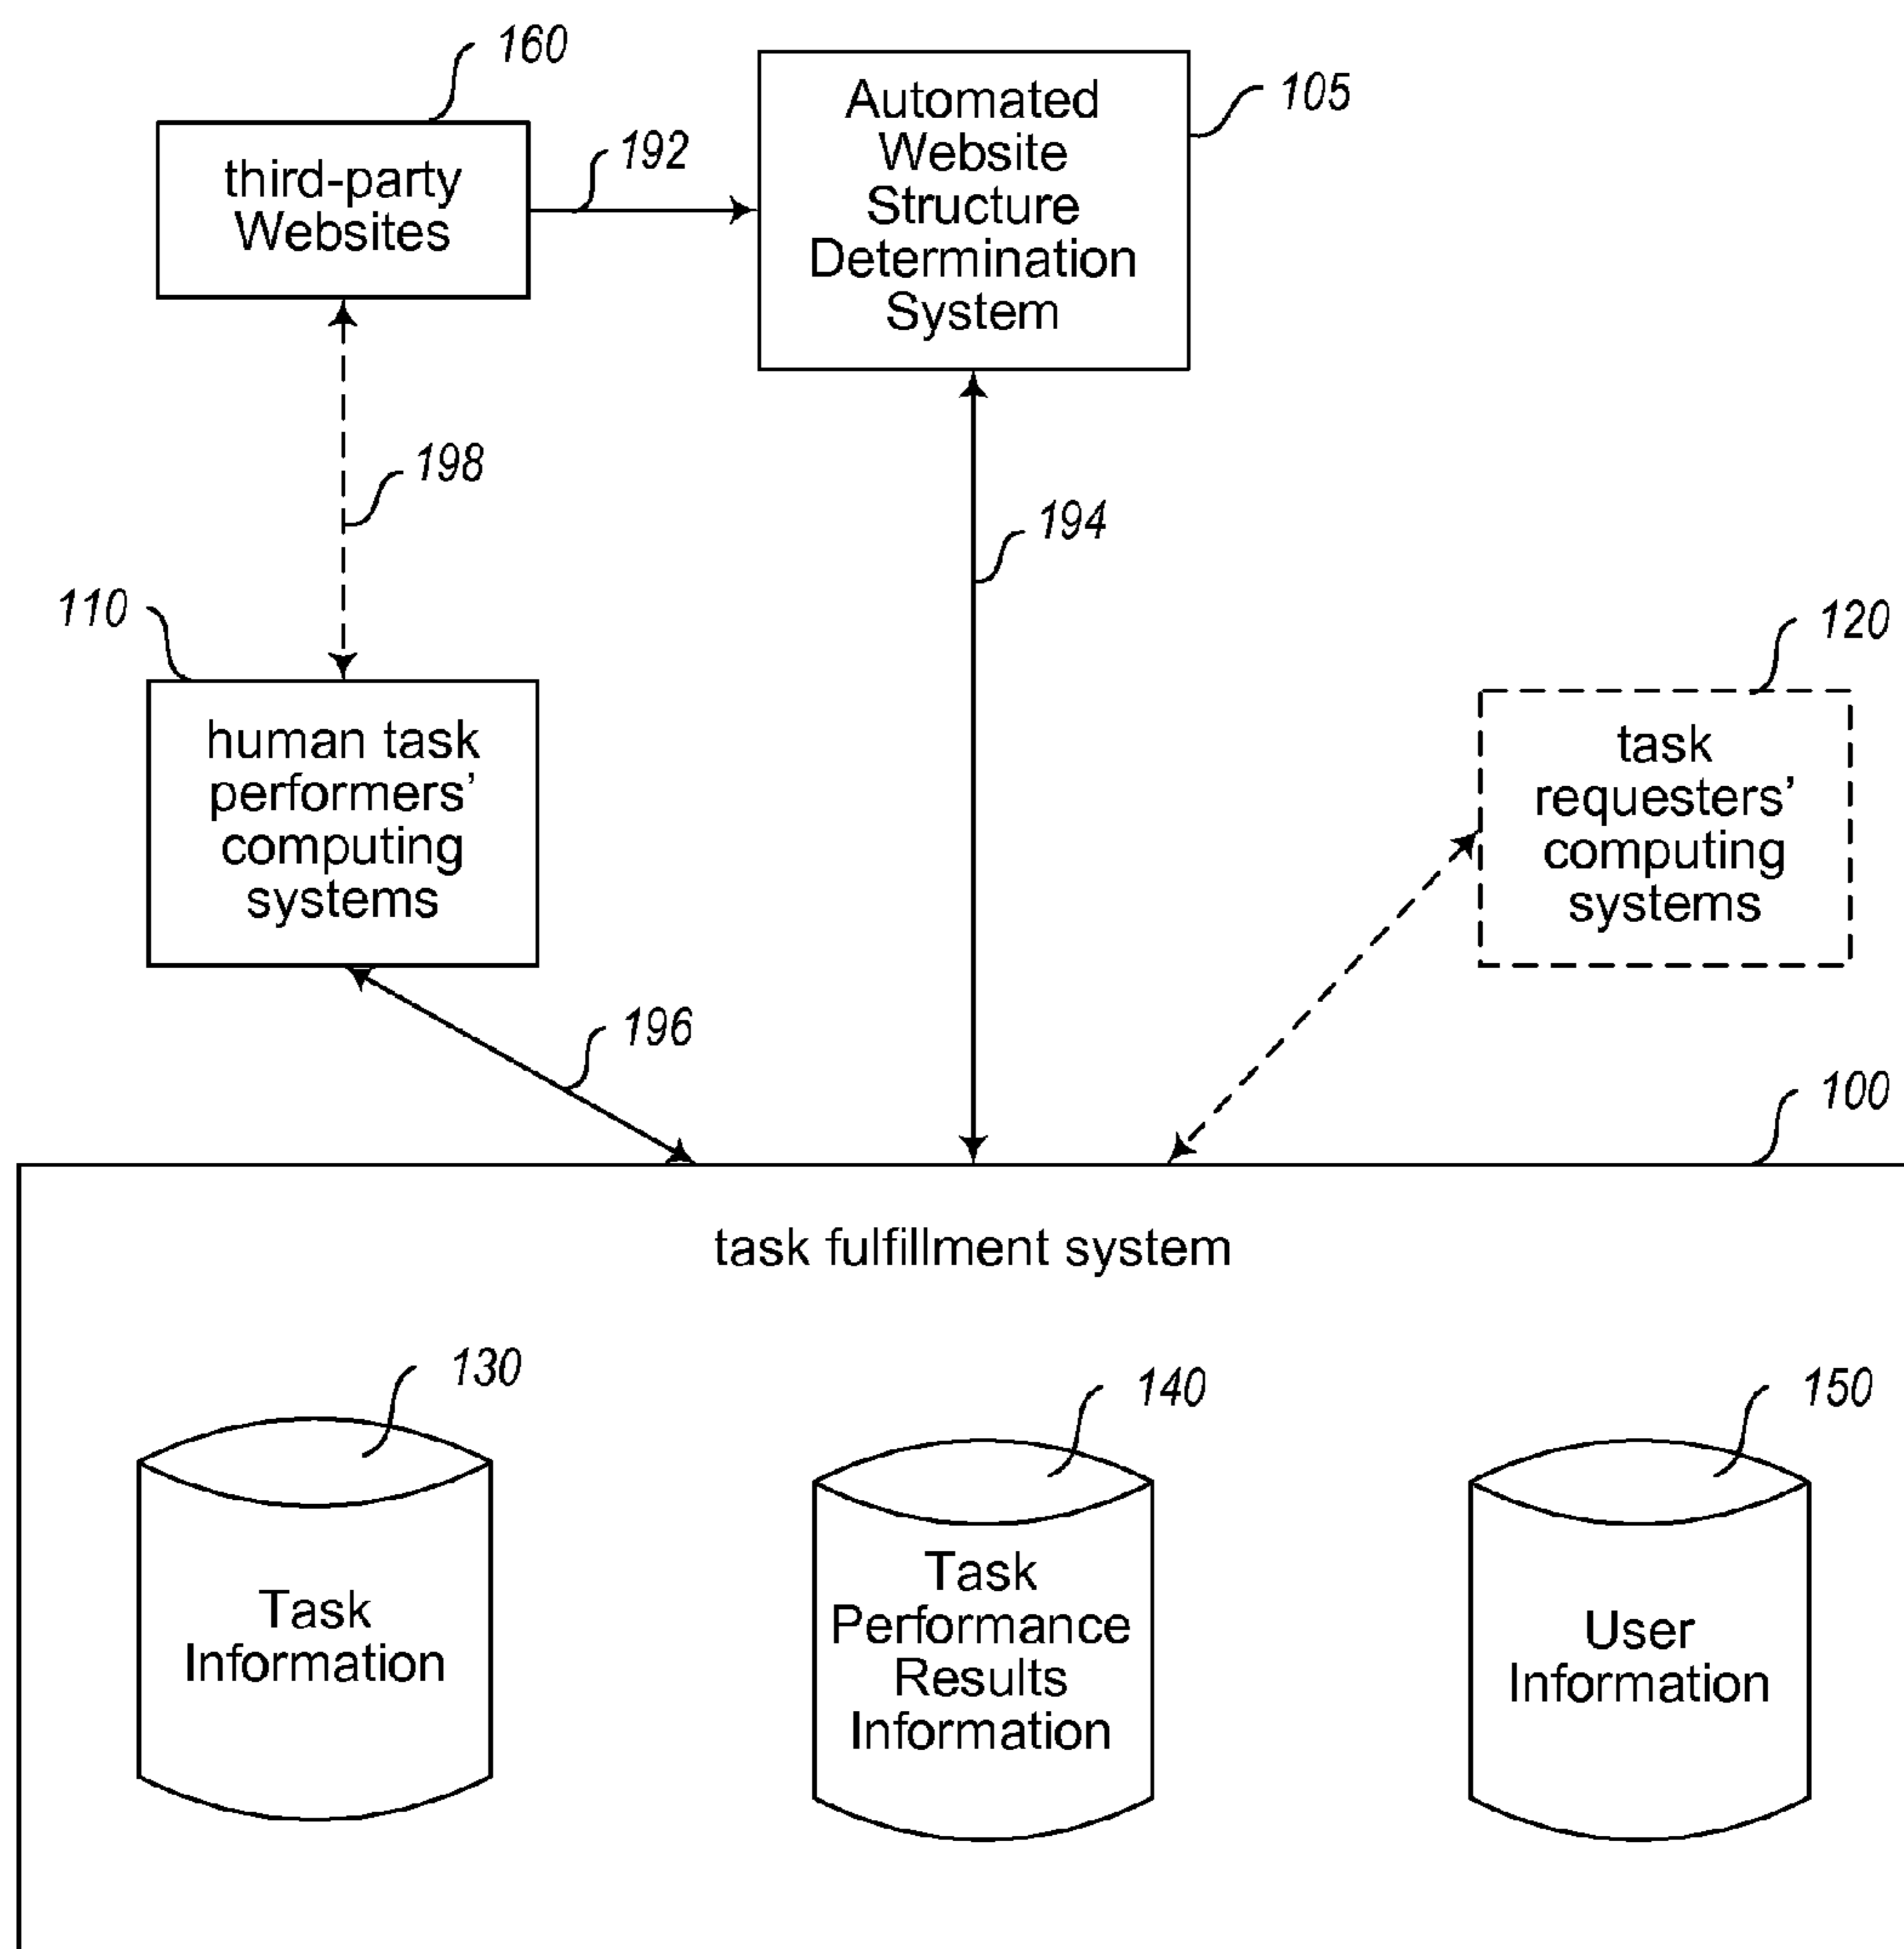 160
third-party
Websites
192
Automated
Website
Structure
Determination
System
105
198
194
110
human task
performers'
computing
systems
120
task
requesters'
computing
systems
196
100
task fulfillment system
130
Task
Information
140
Task
Performance
Results
Information
150
User
Information